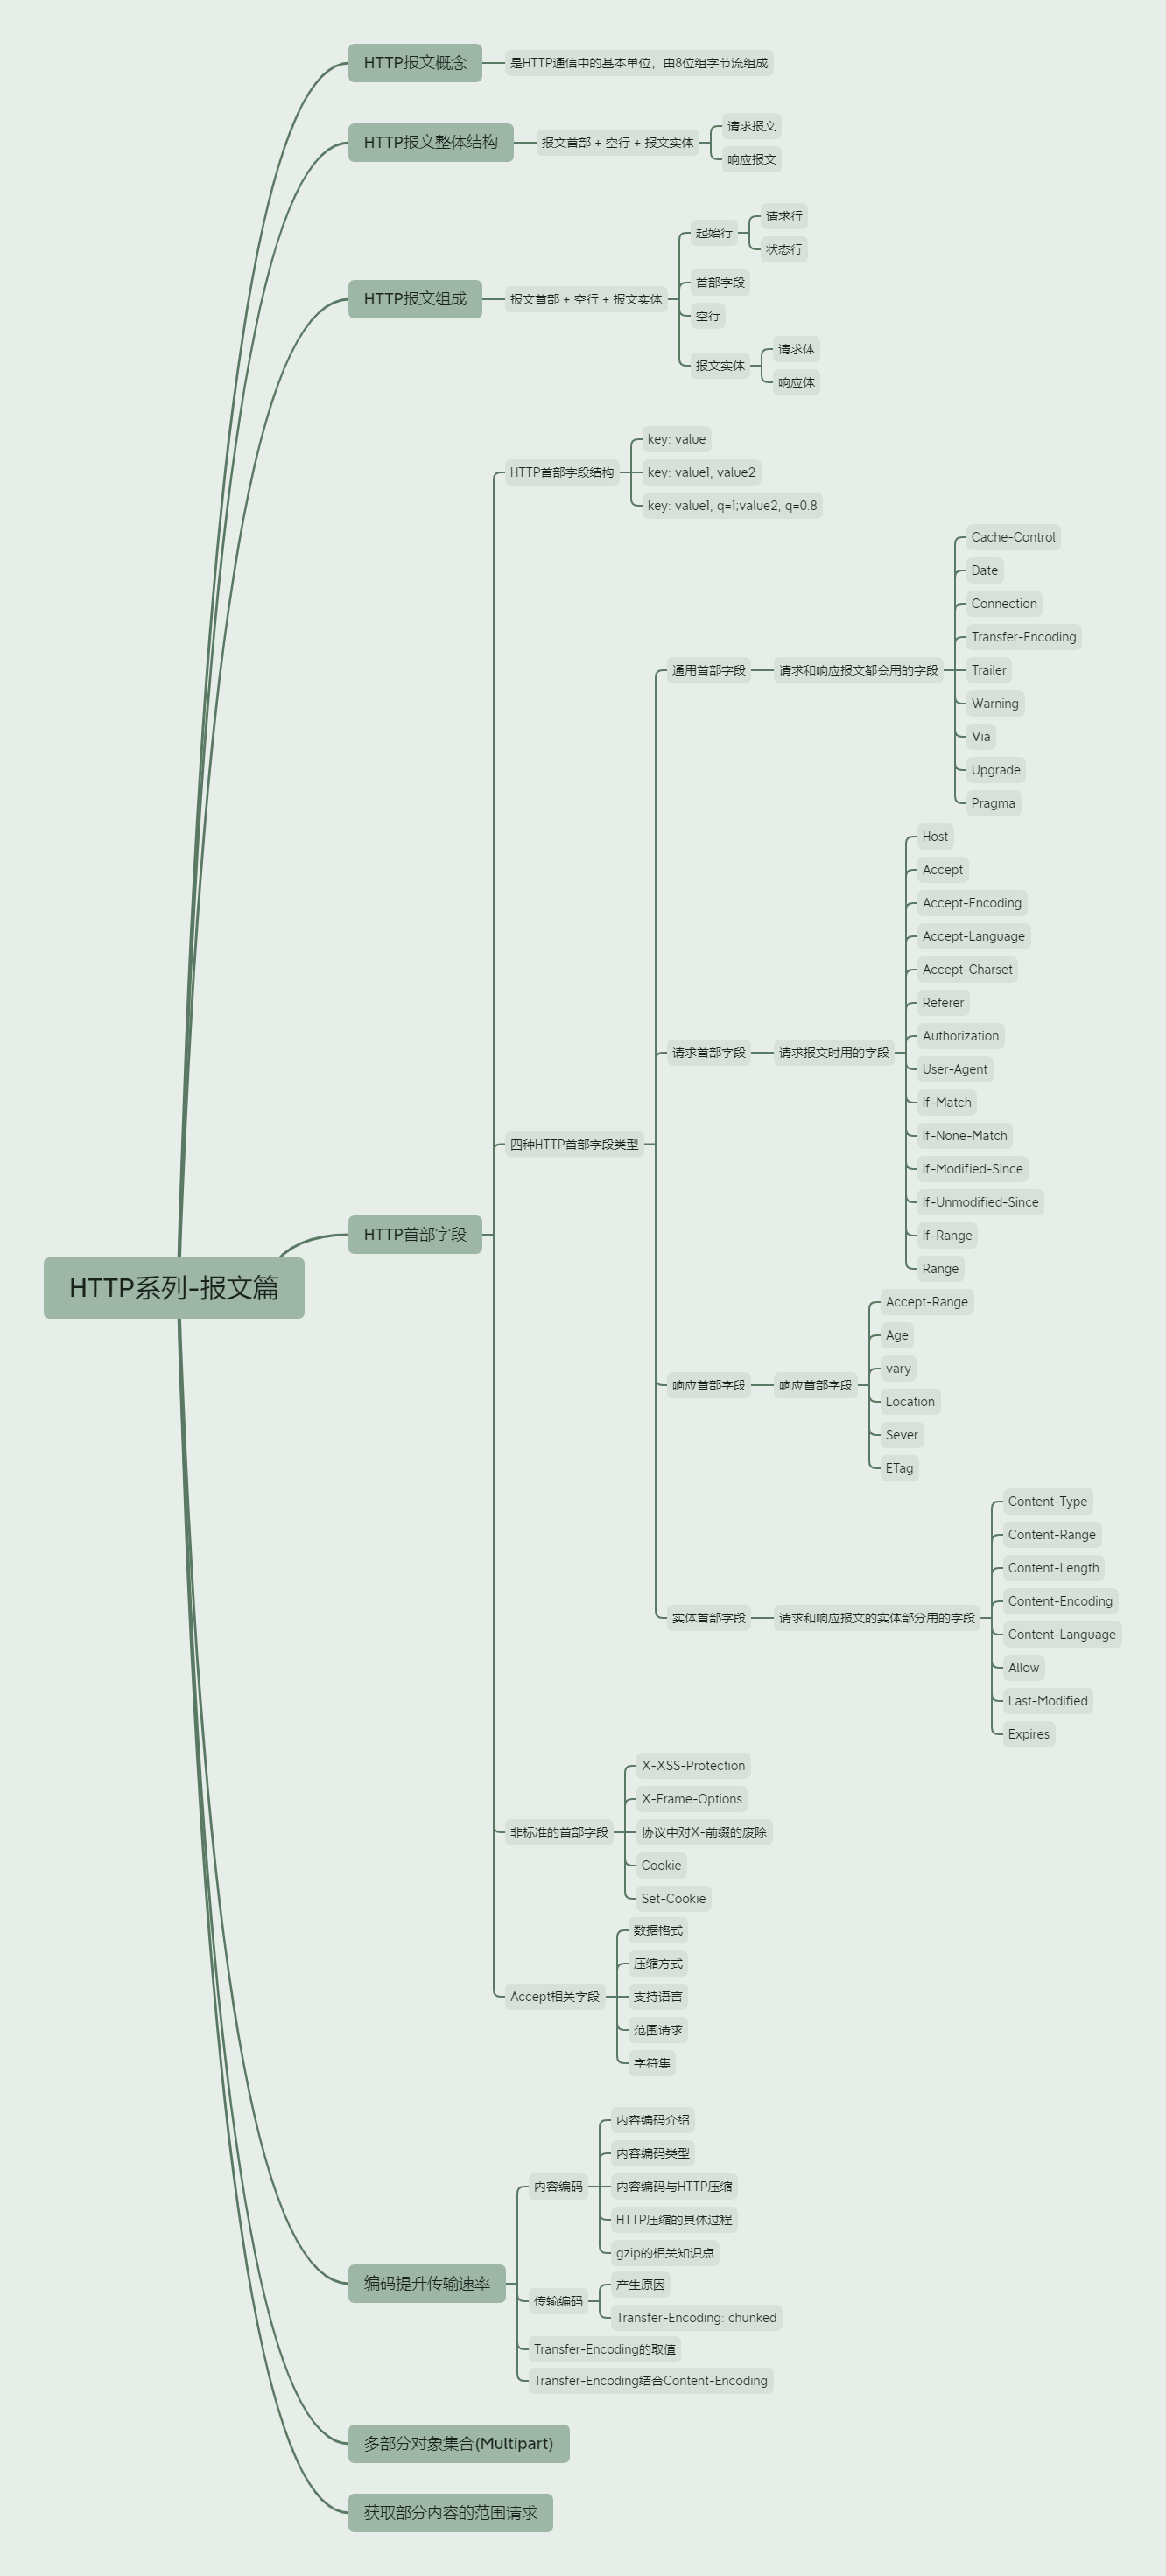 HTTP系列-报文篇
HTTP报文概念
是HTTP通信中的基本单位，由8位组字节流组成
HTTP报文整体结构
报文首部 + 空行 + 报文实体
请求报文
响应报文
HTTP报文组成
报文首部 + 空行 + 报文实体
起始行
请求行
状态行
首部字段
空行
报文实体
请求体
响应体
HTTP首部字段
HTTP首部字段结构
key: value
key: value1, value2
key: value1, q=1;value2, q=0.8
四种HTTP首部字段类型
通用首部字段
请求和响应报文都会用的字段
Cache-Control
Date
Connection
Transfer-Encoding
Trailer
Warning
Via
Upgrade
Pragma
请求首部字段
请求报文时用的字段
Host
Accept
Accept-Encoding
Accept-Language
Accept-Charset
Referer
Authorization
User-Agent
If-Match
If-None-Match
If-Modified-Since
If-Unmodified-Since
If-Range
Range
响应首部字段
响应首部字段
Accept-Range
Age
vary
Location
Sever
ETag
实体首部字段
请求和响应报文的实体部分用的字段
Content-Type
Content-Range
Content-Length
Content-Encoding
Content-Language
Allow
Last-Modified
Expires
非标准的首部字段
X-XSS-Protection
X-Frame-Options
协议中对X-前缀的废除
Cookie
Set-Cookie
Accept相关字段
数据格式
压缩方式
支持语言
范围请求
字符集
编码提升传输速率
内容编码
内容编码介绍
内容编码类型
内容编码与HTTP压缩
HTTP压缩的具体过程
gzip的相关知识点
传输编码
产生原因
Transfer-Encoding: chunked
Transfer-Encoding的取值
Transfer-Encoding结合Content-Encoding
多部分对象集合(Multipart)
获取部分内容的范围请求